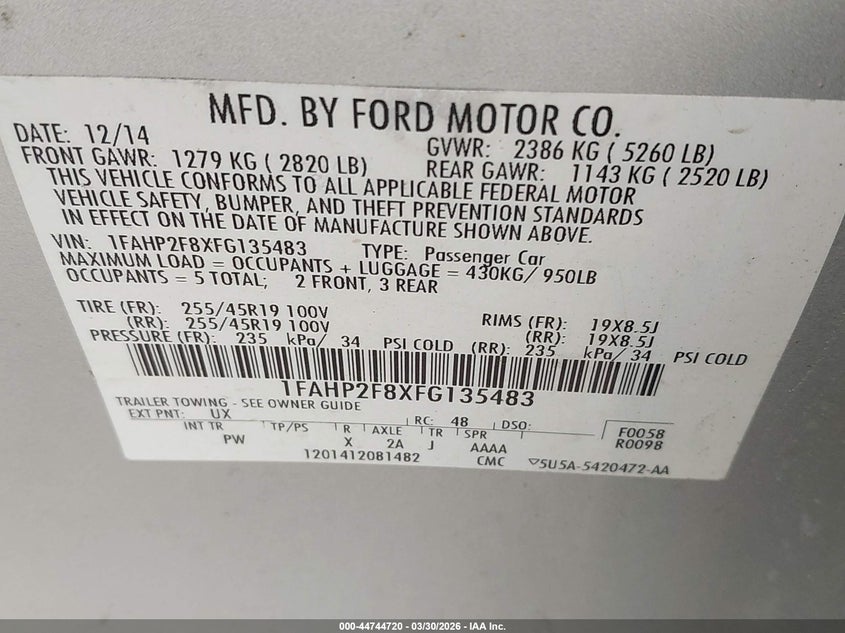 MFD. BY FORD MOTOR CO.
DATE: 12/14 GVWR: 2386 KG ( 5260 LB)
FRONT GAWR: 1279 KG ( 2820 LB) REAR GAWR: 1143 KG ( 2520 LB)
THIS VEHICLE CONFORMS TO ALL APPLICABLE FEDERAL MOTOR
VEHICLE SAFETY, BUMPER, AND THEFT PREVENTION STANDARDS
IN EFFECT ON THE DATE OF MANUFACTURE SHOWN ABOVE.
VIN: 1FAHP2F8XFG135483 TYPE: Passenger Car
MAXIMUM LOAD = OCCUPANTS + LUGGAGE = 430KG/ 950LB
OCCUPANTS = 5 TOTAL; 2 FRONT, 3 REAR
TIRE (FR): 255/45R19 100V RIMS (FR): 19X8.5J
(RR): 255/45R19 100V (RR): 19X8.5J
PRESSURE (FR): 235 kPa/ 34 PSI COLD (RR): 235 kPa/ 34 PSI COLD
1FAHP2F8XFG135483
TRAILER TOWING - SEE OWNER GUIDE
EXT PNT: UX RC: 48 DSO: F0058
INT TR TP/PS R AXLE TR SPR R0098
PW X 2A J AAAA
1201412081482 CMC ▽5U5A-5420472-AA
000-44744720 — 03/30/2026 — IAA Inc.